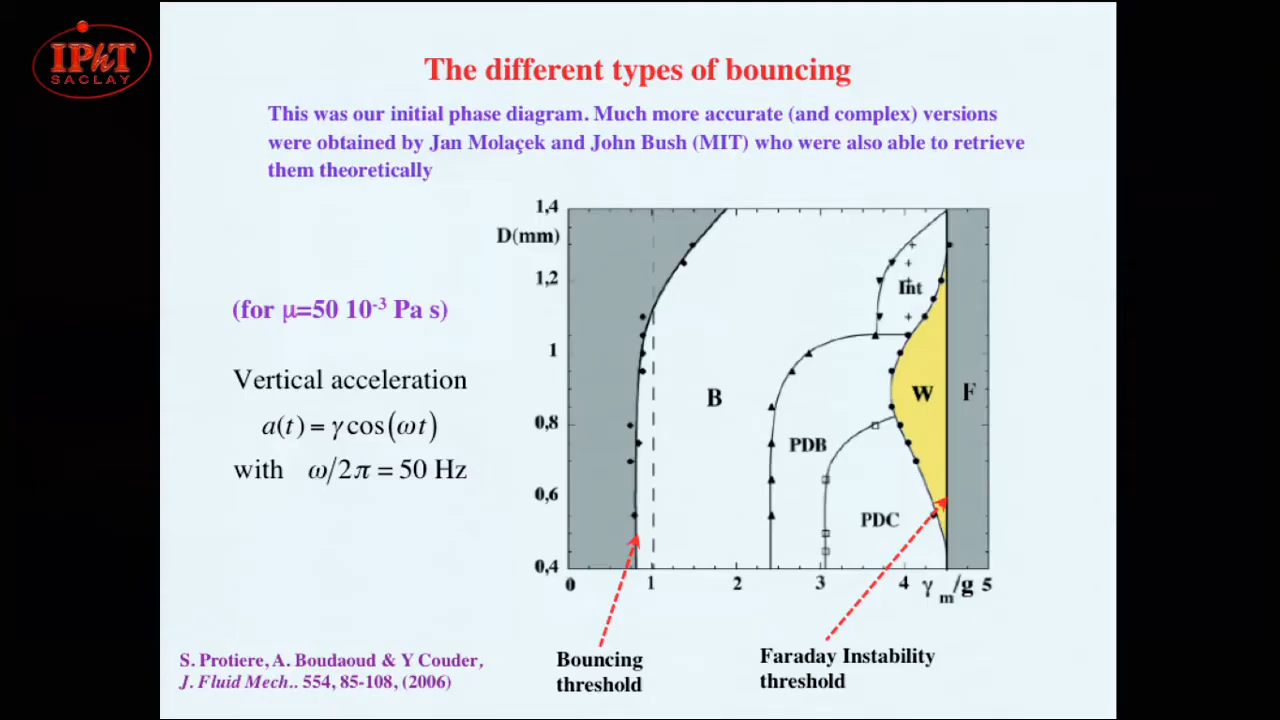 IPhT
SACLAY
The different types of bouncing
This was our initial phase diagram. Much more accurate (and complex) versions
were obtained by Jan Molaçek and John Bush (MIT) who were also able to retrieve
them theoretically
(for μ=50 10⁻³ Pa s)
Vertical acceleration
a(t) = γ cos(ωt)
with ω/2π = 50 Hz
1,4
D(mm)
1,2
1
0,8
0,6
0,4
Int
B
W
F
PDB
PDC
0 1 2 3 4 γm/g 5
Bouncing
threshold
Faraday Instability
threshold
S. Protiere, A. Boudaoud & Y Couder,
J. Fluid Mech.. 554, 85-108, (2006)